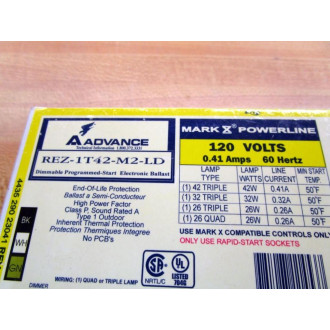 ADVANCE
Technical Information
REZ-1T42-M2-LD
Dimmable Programmed-Start Electronic Ballast
End-Of-Life Protection
Ballast a Semi-Conducteur
High Power Factor
Class P, Sound Rated A
Type 1 Outdoor
Inherent Thermal Protection
Protection Thermiques Integree
No PCB's
MARK X POWERLINE
120 VOLTS
0.41 Amps 60 Hertz
LAMP TYPE LAMP WATTS LINE CURRENT MIN START TEMP
(1) 42 TRIPLE 42W 0.41A 50°F
(1) 32 TRIPLE 32W 0.32A 50°F
(1) 26 TRIPLE 26W 0.26A 50°F
(1) 26 QUAD 26W 0.26A 50°F
USE MARK X COMPATIBLE CONTROLS ONLY
USE ONLY RAPID-START SOCKETS
SA
NRTL/C
UL
LISTED
BK
WH
GN
DIMMER
WIRING: (1) QUAD or TRIPLE LAMP